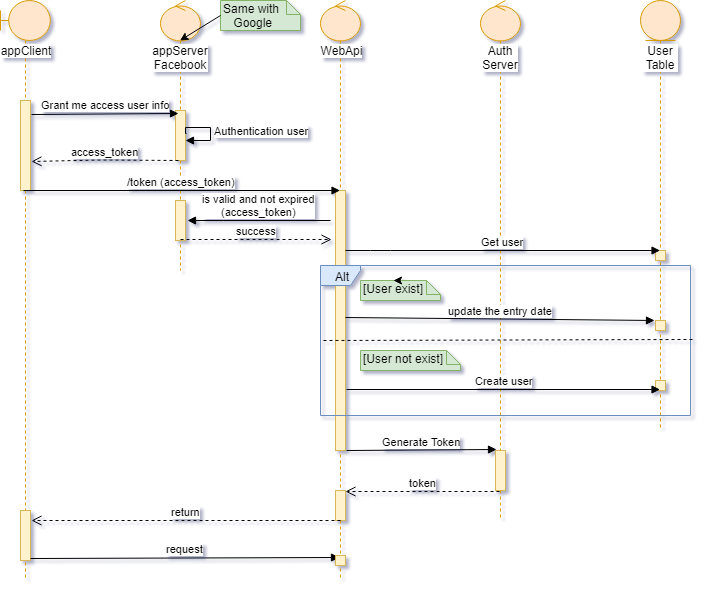 Same with
Google
appClient
appServer
Facebook
WebApi
Auth
Server
User
Table
Grant me access user info
Authentication user
access_token
/token (access_token)
is valid and not expired
(access_token)
success
Get user
Alt
[User exist]
update the entry date
[User not exist]
Create user
Generate Token
token
return
request